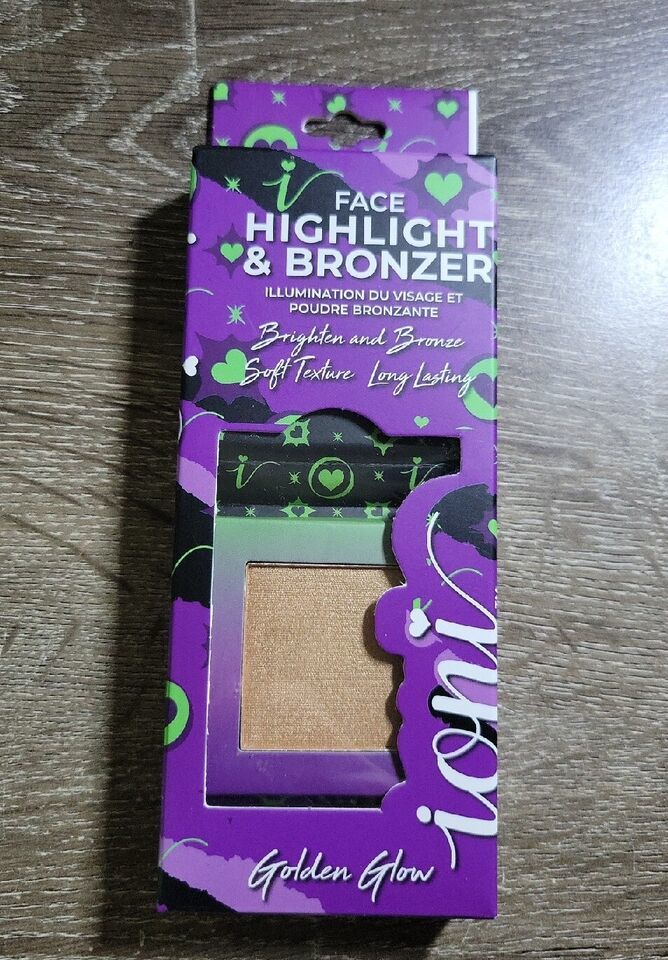 FACE
HIGHLIGHT
& BRONZER
ILLUMINATION DU VISAGE ET
POUDRE BRONZANTE
Brighten and Bronze
Soft Texture Long Lasting
ioni
Golden Glow